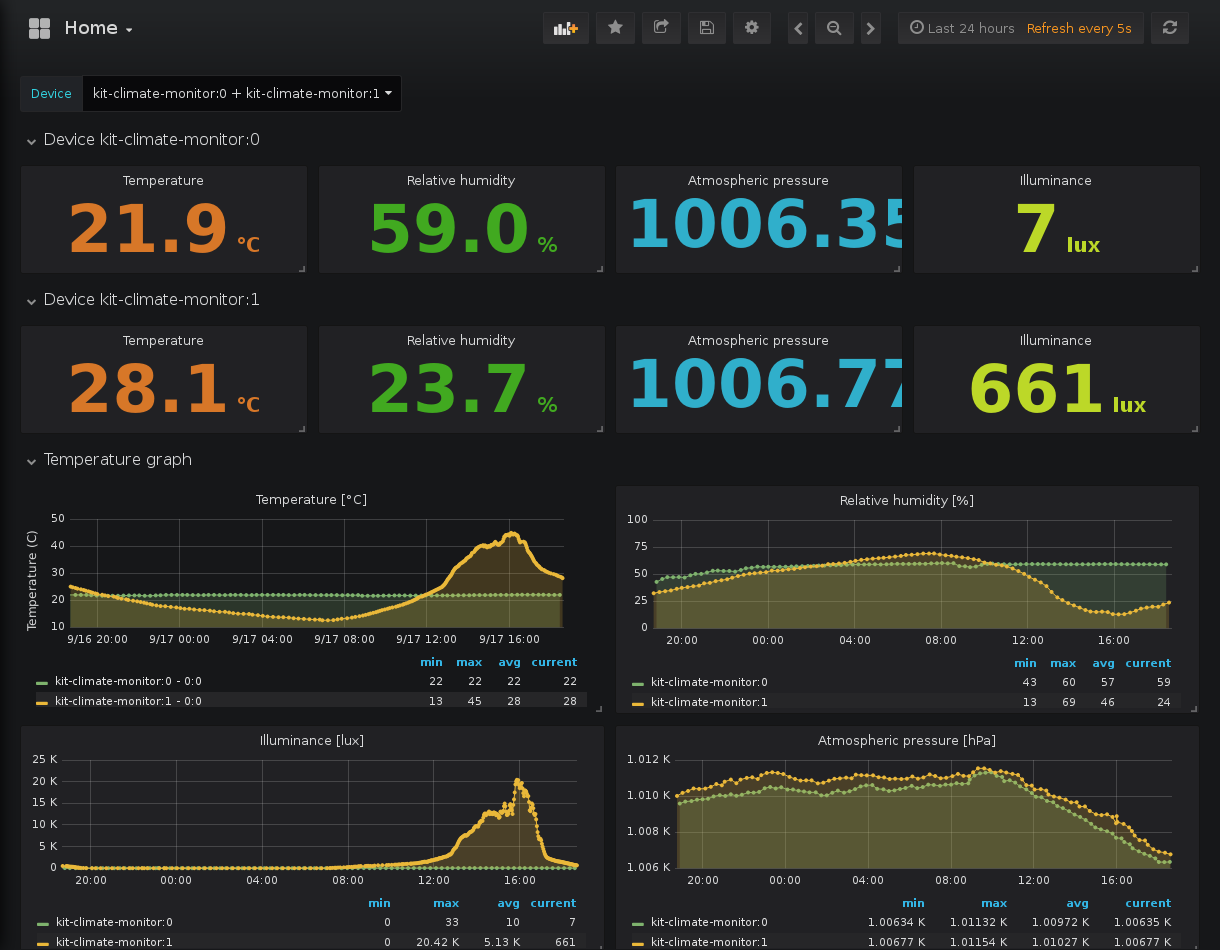 Home
Last 24 hours Refresh every 5s
Device kit-climate-monitor:0 + kit-climate-monitor:1
Device kit-climate-monitor:0
Temperature Relative humidity Atmospheric pressure Illuminance
21.9 °C 59.0 % 1006.35 7 lux
Device kit-climate-monitor:1
Temperature Relative humidity Atmospheric pressure Illuminance
28.1 °C 23.7 % 1006.77 661 lux
Temperature graph
Temperature [°C]
Temperature (C)
50
40
30
20
10
9/16 20:00 9/17 00:00 9/17 04:00 9/17 08:00 9/17 12:00 9/17 16:00
min max avg current
kit-climate-monitor:0 - 0:0 22 22 22 22
kit-climate-monitor:1 - 0:0 13 45 28 28
Relative humidity [%]
100
75
50
25
0
20:00 00:00 04:00 08:00 12:00 16:00
min max avg current
kit-climate-monitor:0 43 60 57 59
kit-climate-monitor:1 13 69 46 24
Illuminance [lux]
25 K
20 K
15 K
10 K
5 K
0
20:00 00:00 04:00 08:00 12:00 16:00
min max avg current
kit-climate-monitor:0 0 33 10 7
kit-climate-monitor:1 0 20.42 K 5.13 K 661
Atmospheric pressure [hPa]
1.012 K
1.010 K
1.008 K
1.006 K
20:00 00:00 04:00 08:00 12:00 16:00
min max avg current
kit-climate-monitor:0 1.00634 K 1.01132 K 1.00972 K 1.00635 K
kit-climate-monitor:1 1.00677 K 1.01154 K 1.01027 K 1.00677 K